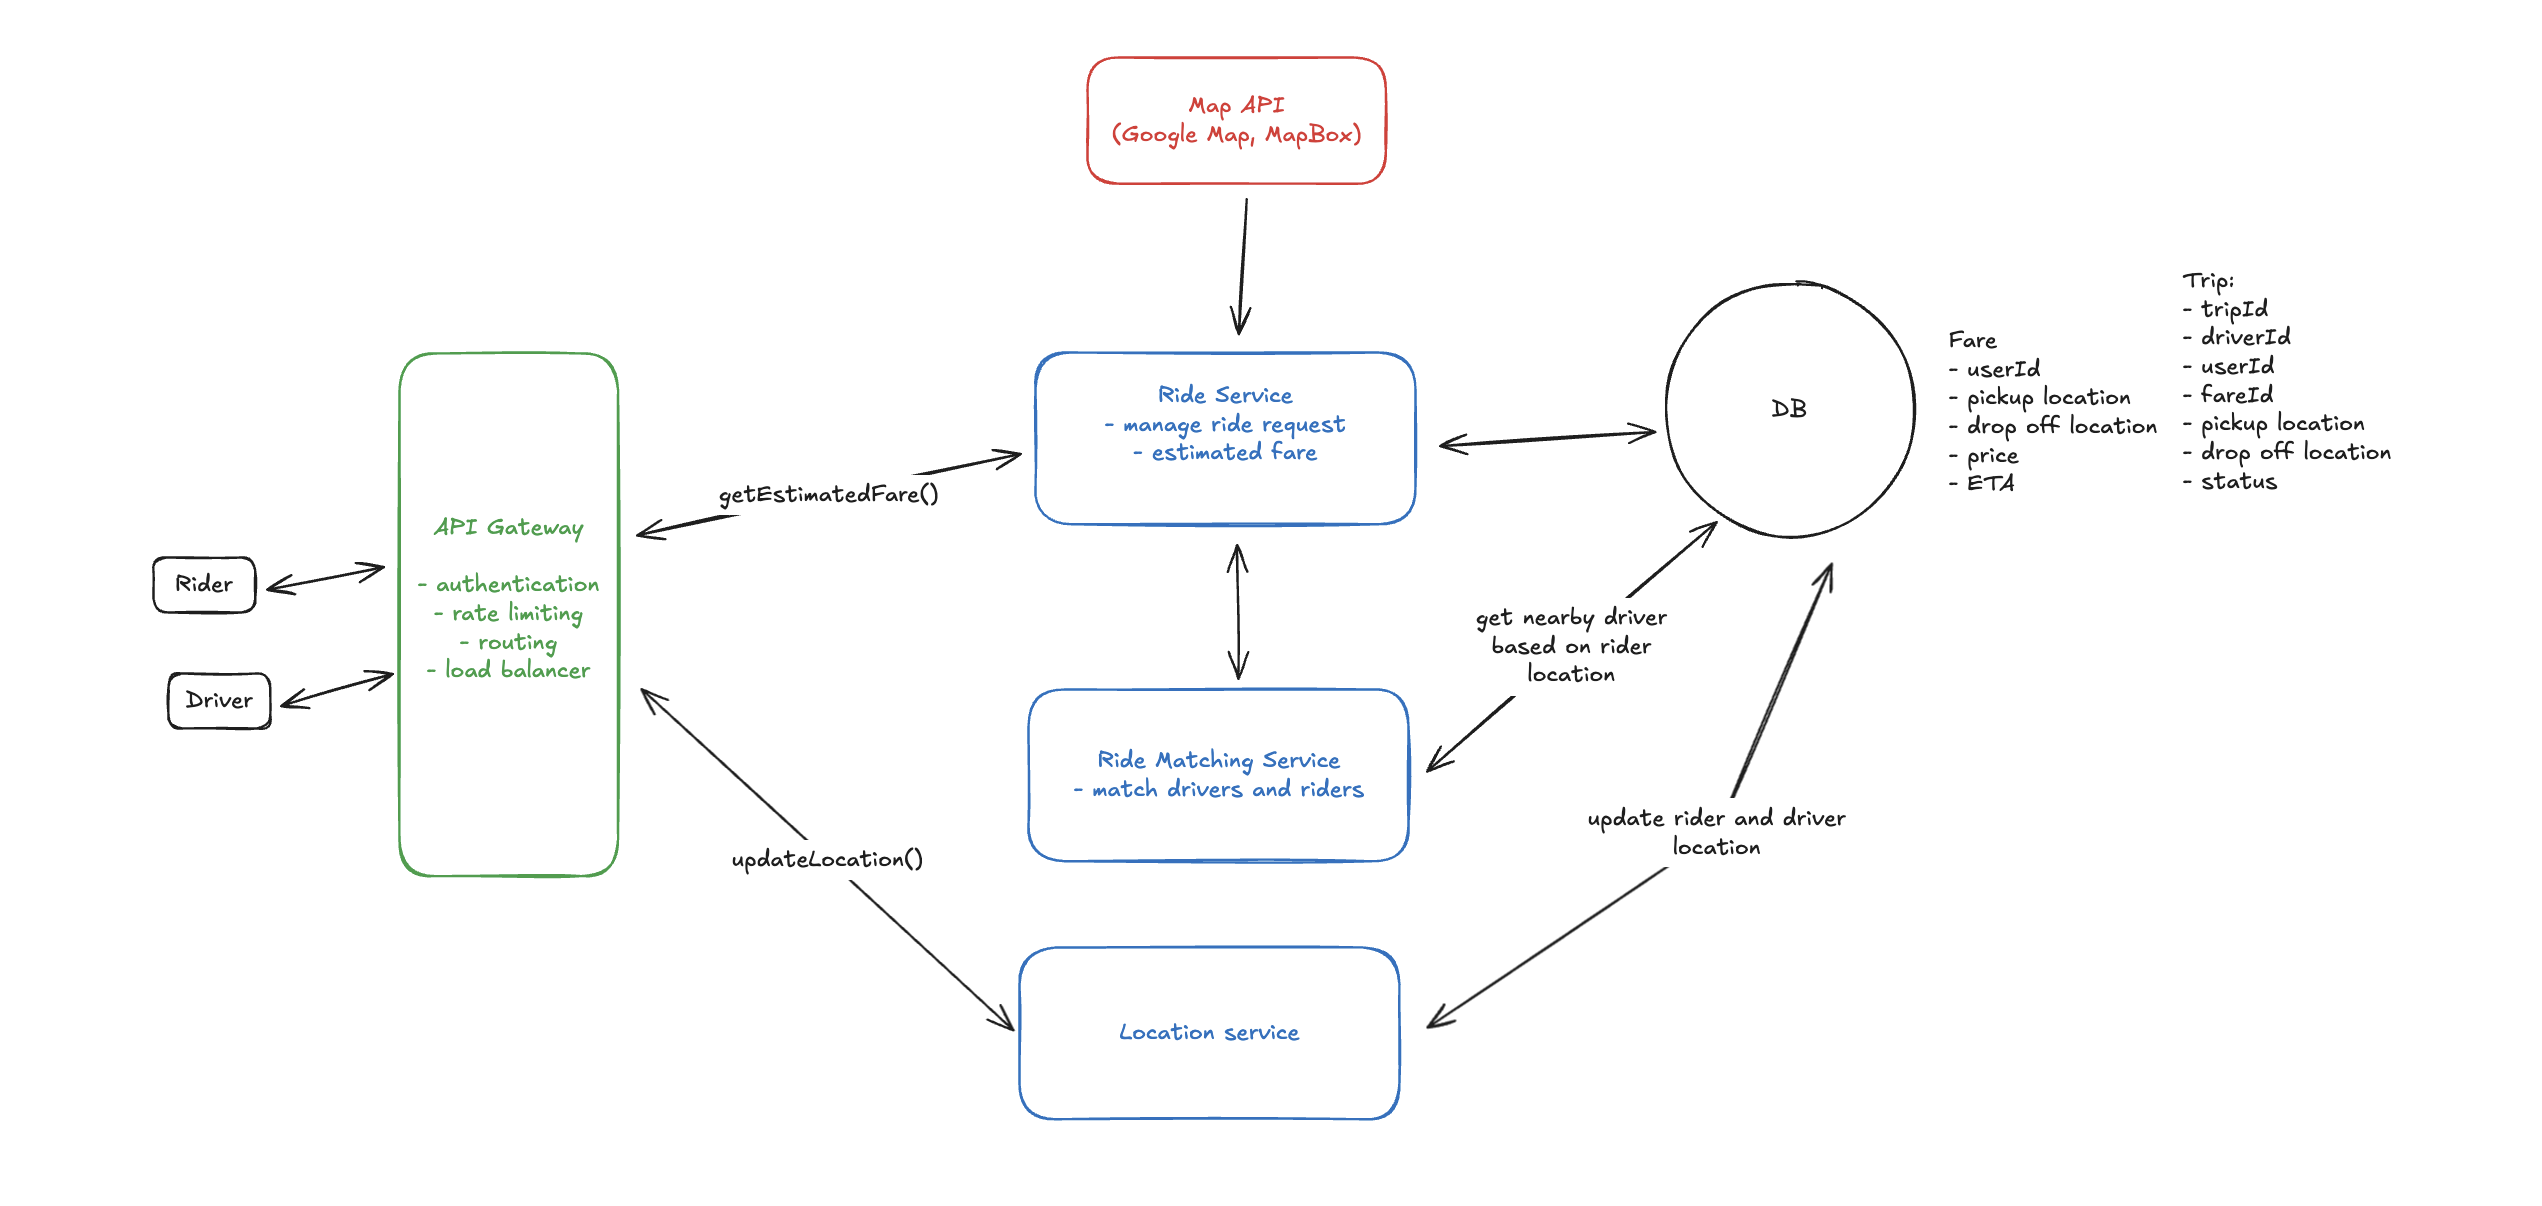 Map API
(Google Map, MapBox)
Ride Service
- manage ride request
- estimated fare
getEstimatedFare()
API Gateway
- authentication
- rate limiting
- routing
- load balancer
Rider
Driver
DB
Fare
- userId
- pickup location
- drop off location
- price
- ETA
Trip:
- tripId
- driverId
- userId
- fareId
- pickup location
- drop off location
- status
get nearby driver
based on rider
location
Ride Matching Service
- match drivers and riders
updateLocation()
update rider and driver
location
Location service